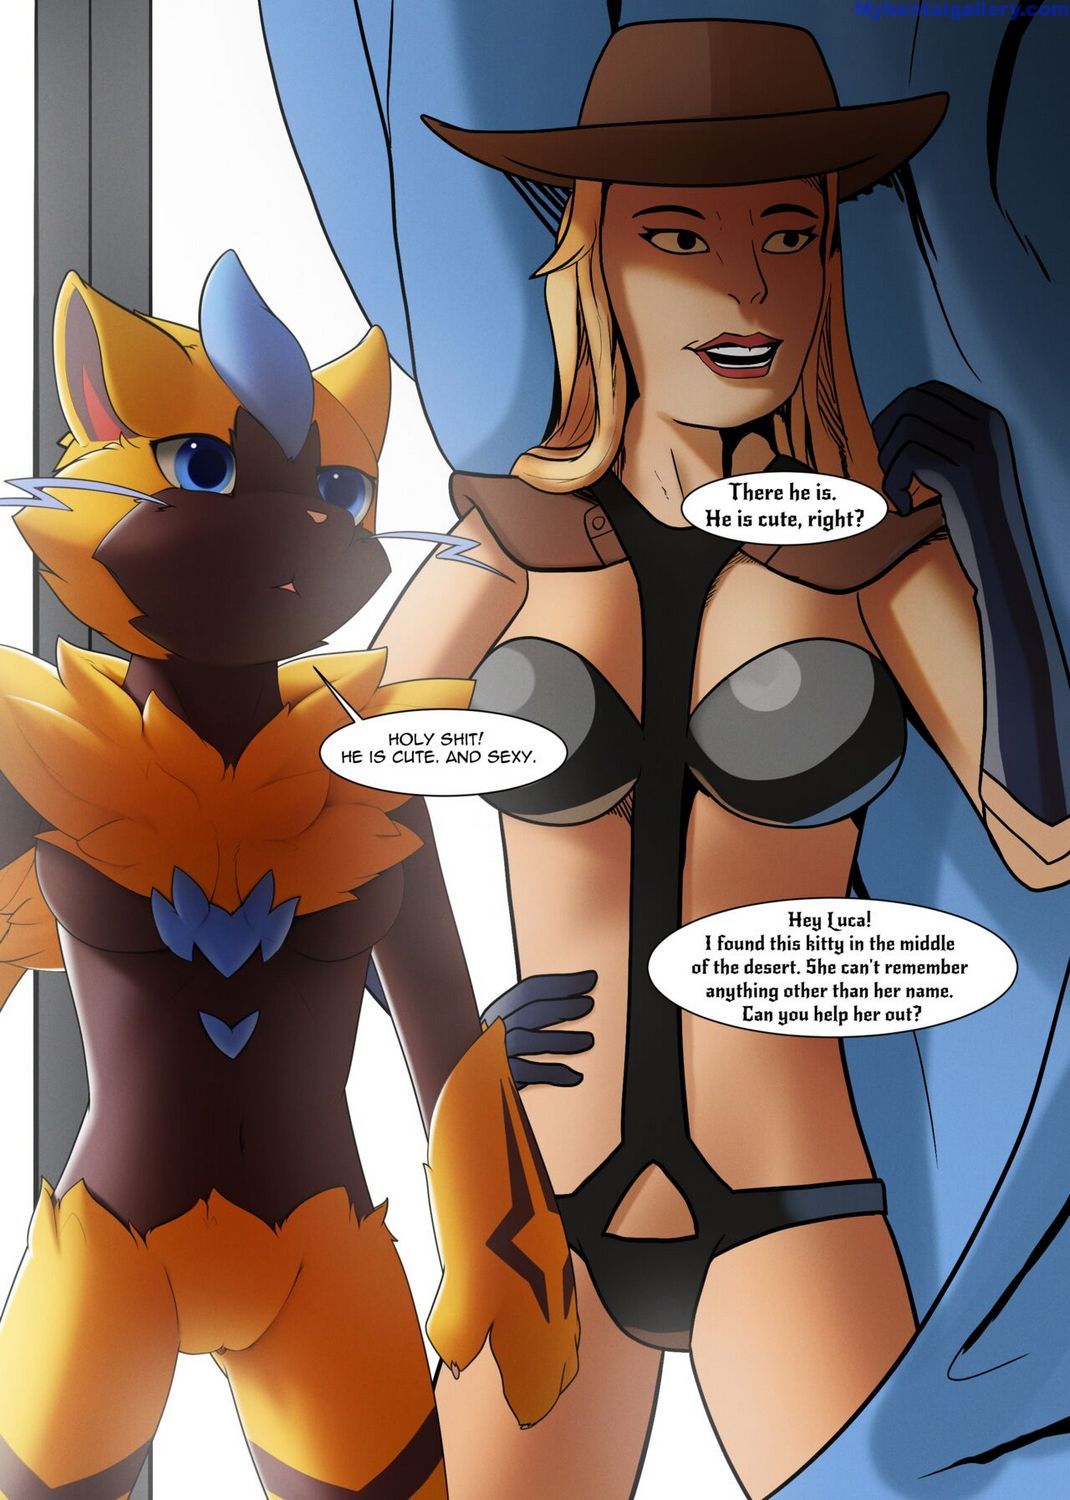 Myhentaigallery.com
There he is.
He is cute, right?
HOLY SHIT!
HE IS CUTE. AND SEXY.
Hey Luca!
I found this kitty in the middle
of the desert. She can't remember
anything other than her name.
Can you help her out?